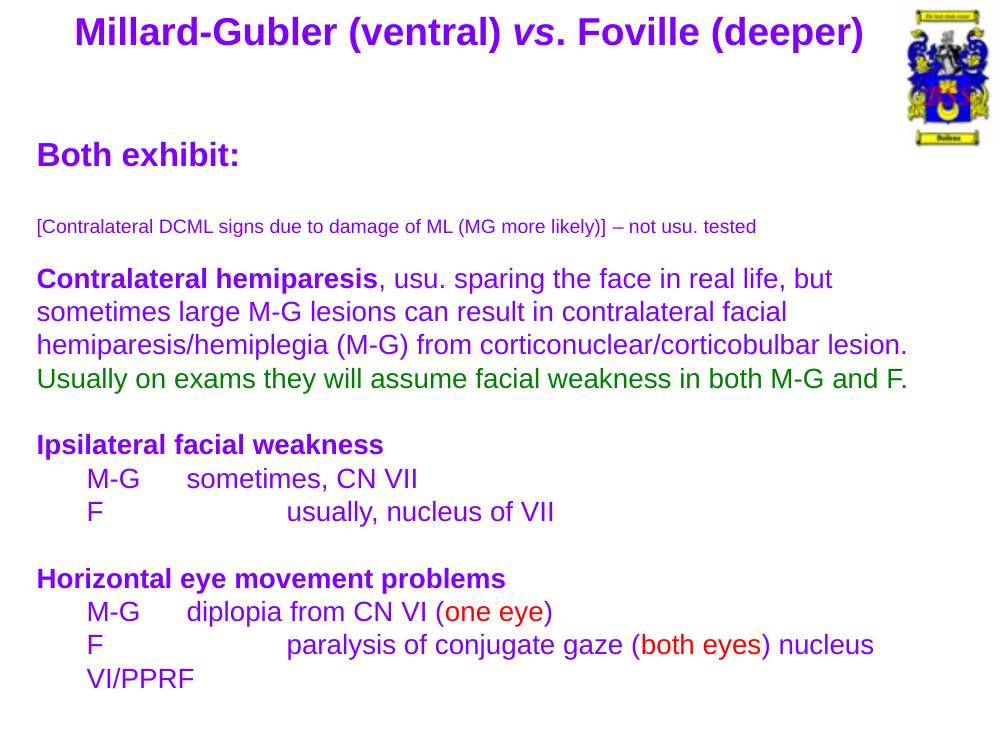 Millard-Gubler (ventral) vs. Foville (deeper)
Both exhibit:
[Contralateral DCML signs due to damage of ML (MG more likely)] – not usu. tested
Contralateral hemiparesis, usu. sparing the face in real life, but
sometimes large M-G lesions can result in contralateral facial
hemiparesis/hemiplegia (M-G) from corticonuclear/corticobulbar lesion.
Usually on exams they will assume facial weakness in both M-G and F.
Ipsilateral facial weakness
M-G sometimes, CN VII
F usually, nucleus of VII
Horizontal eye movement problems
M-G diplopia from CN VI (one eye)
F paralysis of conjugate gaze (both eyes) nucleus
VI/PPRF